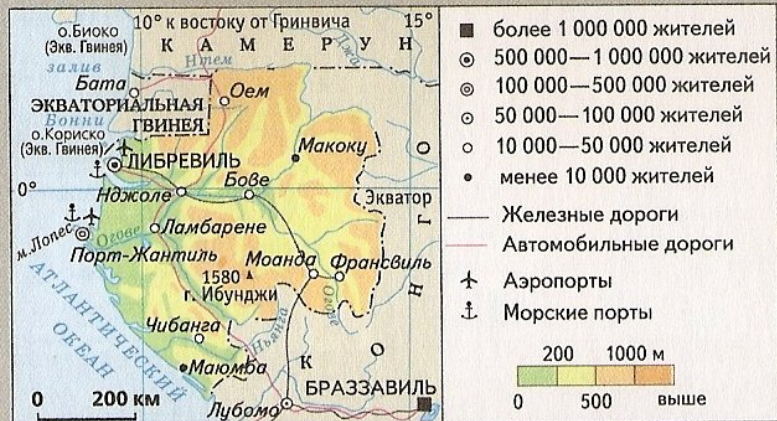 10° к востоку от Гринвича
15°
о.Биоко
(Экв. Гвинея)
КАМЕРУН
залив
Нтем
Джа
Бата
Оем
ЭКВАТОРИАЛЬНАЯ
ГВИНЕЯ
Бонни
о.Кориско
(Экв. Гвинея)
Макоку
ЛИБРЕВИЛЬ
0°
Нджоле
Бове
Экватор
м.Лопес
Огове
Ламбарене
Порт-Жантиль
Моанда
Франсвиль
1580
г. Ибунджи
Огове
АТЛАНТИЧЕСКИЙ
ОКЕАН
Чибанга
Ньянга
Маюмба
КОНГО
БРАЗЗАВИЛЬ
Лубомо
0 200 км
более 1 000 000 жителей
500 000—1 000 000 жителей
100 000—500 000 жителей
50 000—100 000 жителей
10 000—50 000 жителей
менее 10 000 жителей
Железные дороги
Автомобильные дороги
Аэропорты
Морские порты
200 1000 м
0 500 выше